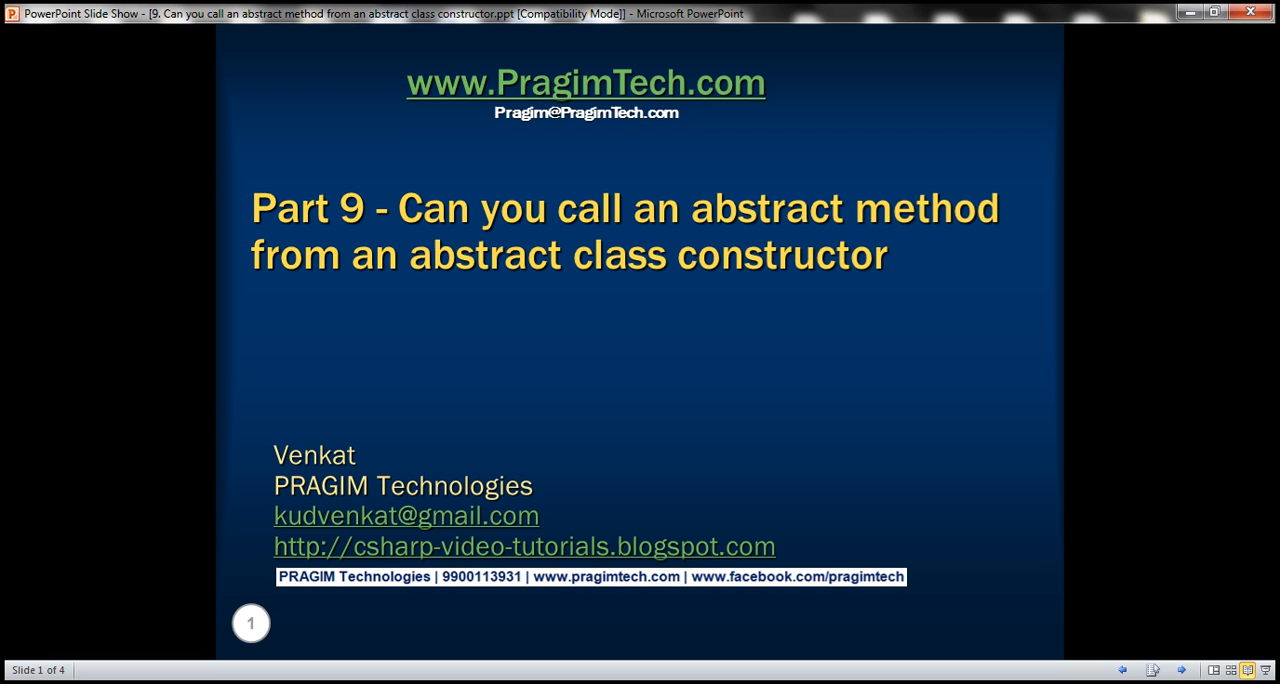 PowerPoint Slide Show - [9. Can you call an abstract method from an abstract class constructor.ppt [Compatibility Mode]] - Microsoft PowerPoint
www.PragimTech.com
Pragim@PragimTech.com
Part 9 - Can you call an abstract method
from an abstract class constructor
Venkat
PRAGIM Technologies
kudvenkat@gmail.com
http://csharp-video-tutorials.blogspot.com
PRAGIM Technologies | 9900113931 | www.pragimtech.com | www.facebook.com/pragimtech
1
Slide 1 of 4